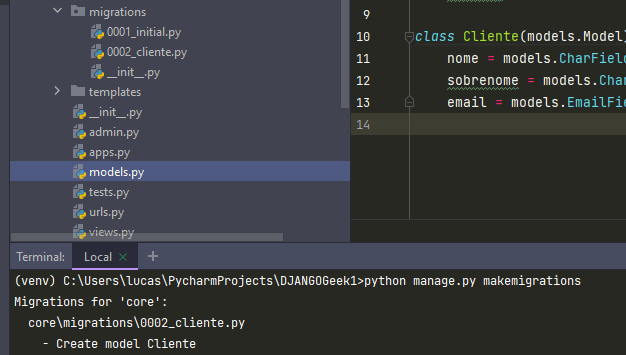 migrations
0001_initial.py
0002_cliente.py
__init__.py
templates
__init__.py
admin.py
apps.py
models.py
tests.py
urls.py
views.py
9
10 class Cliente(models.Model)
11 nome = models.CharField
12 sobrenome = models.Char
13 email = models.EmailFie
14
Terminal: Local × +
(venv) C:\Users\lucas\PycharmProjects\DJANGOGeek1>python manage.py makemigrations
Migrations for 'core':
core\migrations\0002_cliente.py
- Create model Cliente